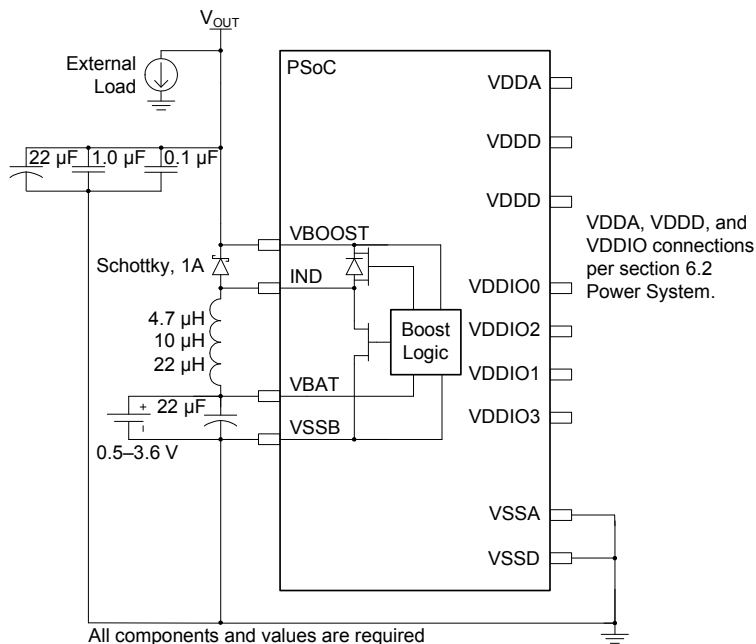 VOUT
External
Load
PSoC
VDDA
VDDD
VDDD
22 µF 1.0 µF 0.1 µF
VDDA, VDDD, and
VDDIO connections
per section 6.2
Power System.
VBOOST
Schottky, 1A
IND
VDDIO0
4.7 µH
10 µH
22 µH
Boost
Logic
VDDIO2
VDDIO1
VBAT
VDDIO3
+
22 µF
-
VSSB
0.5–3.6 V
VSSA
VSSD
All components and values are required